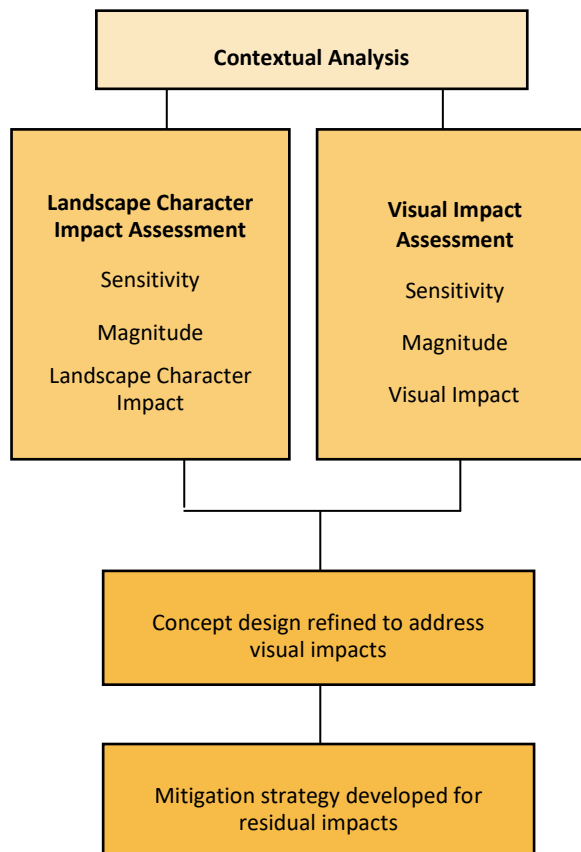 Contextual Analysis
Landscape Character
Impact Assessment
Sensitivity
Magnitude
Landscape Character
Impact
Visual Impact
Assessment
Sensitivity
Magnitude
Visual Impact
Concept design refined to address
visual impacts
Mitigation strategy developed for
residual impacts